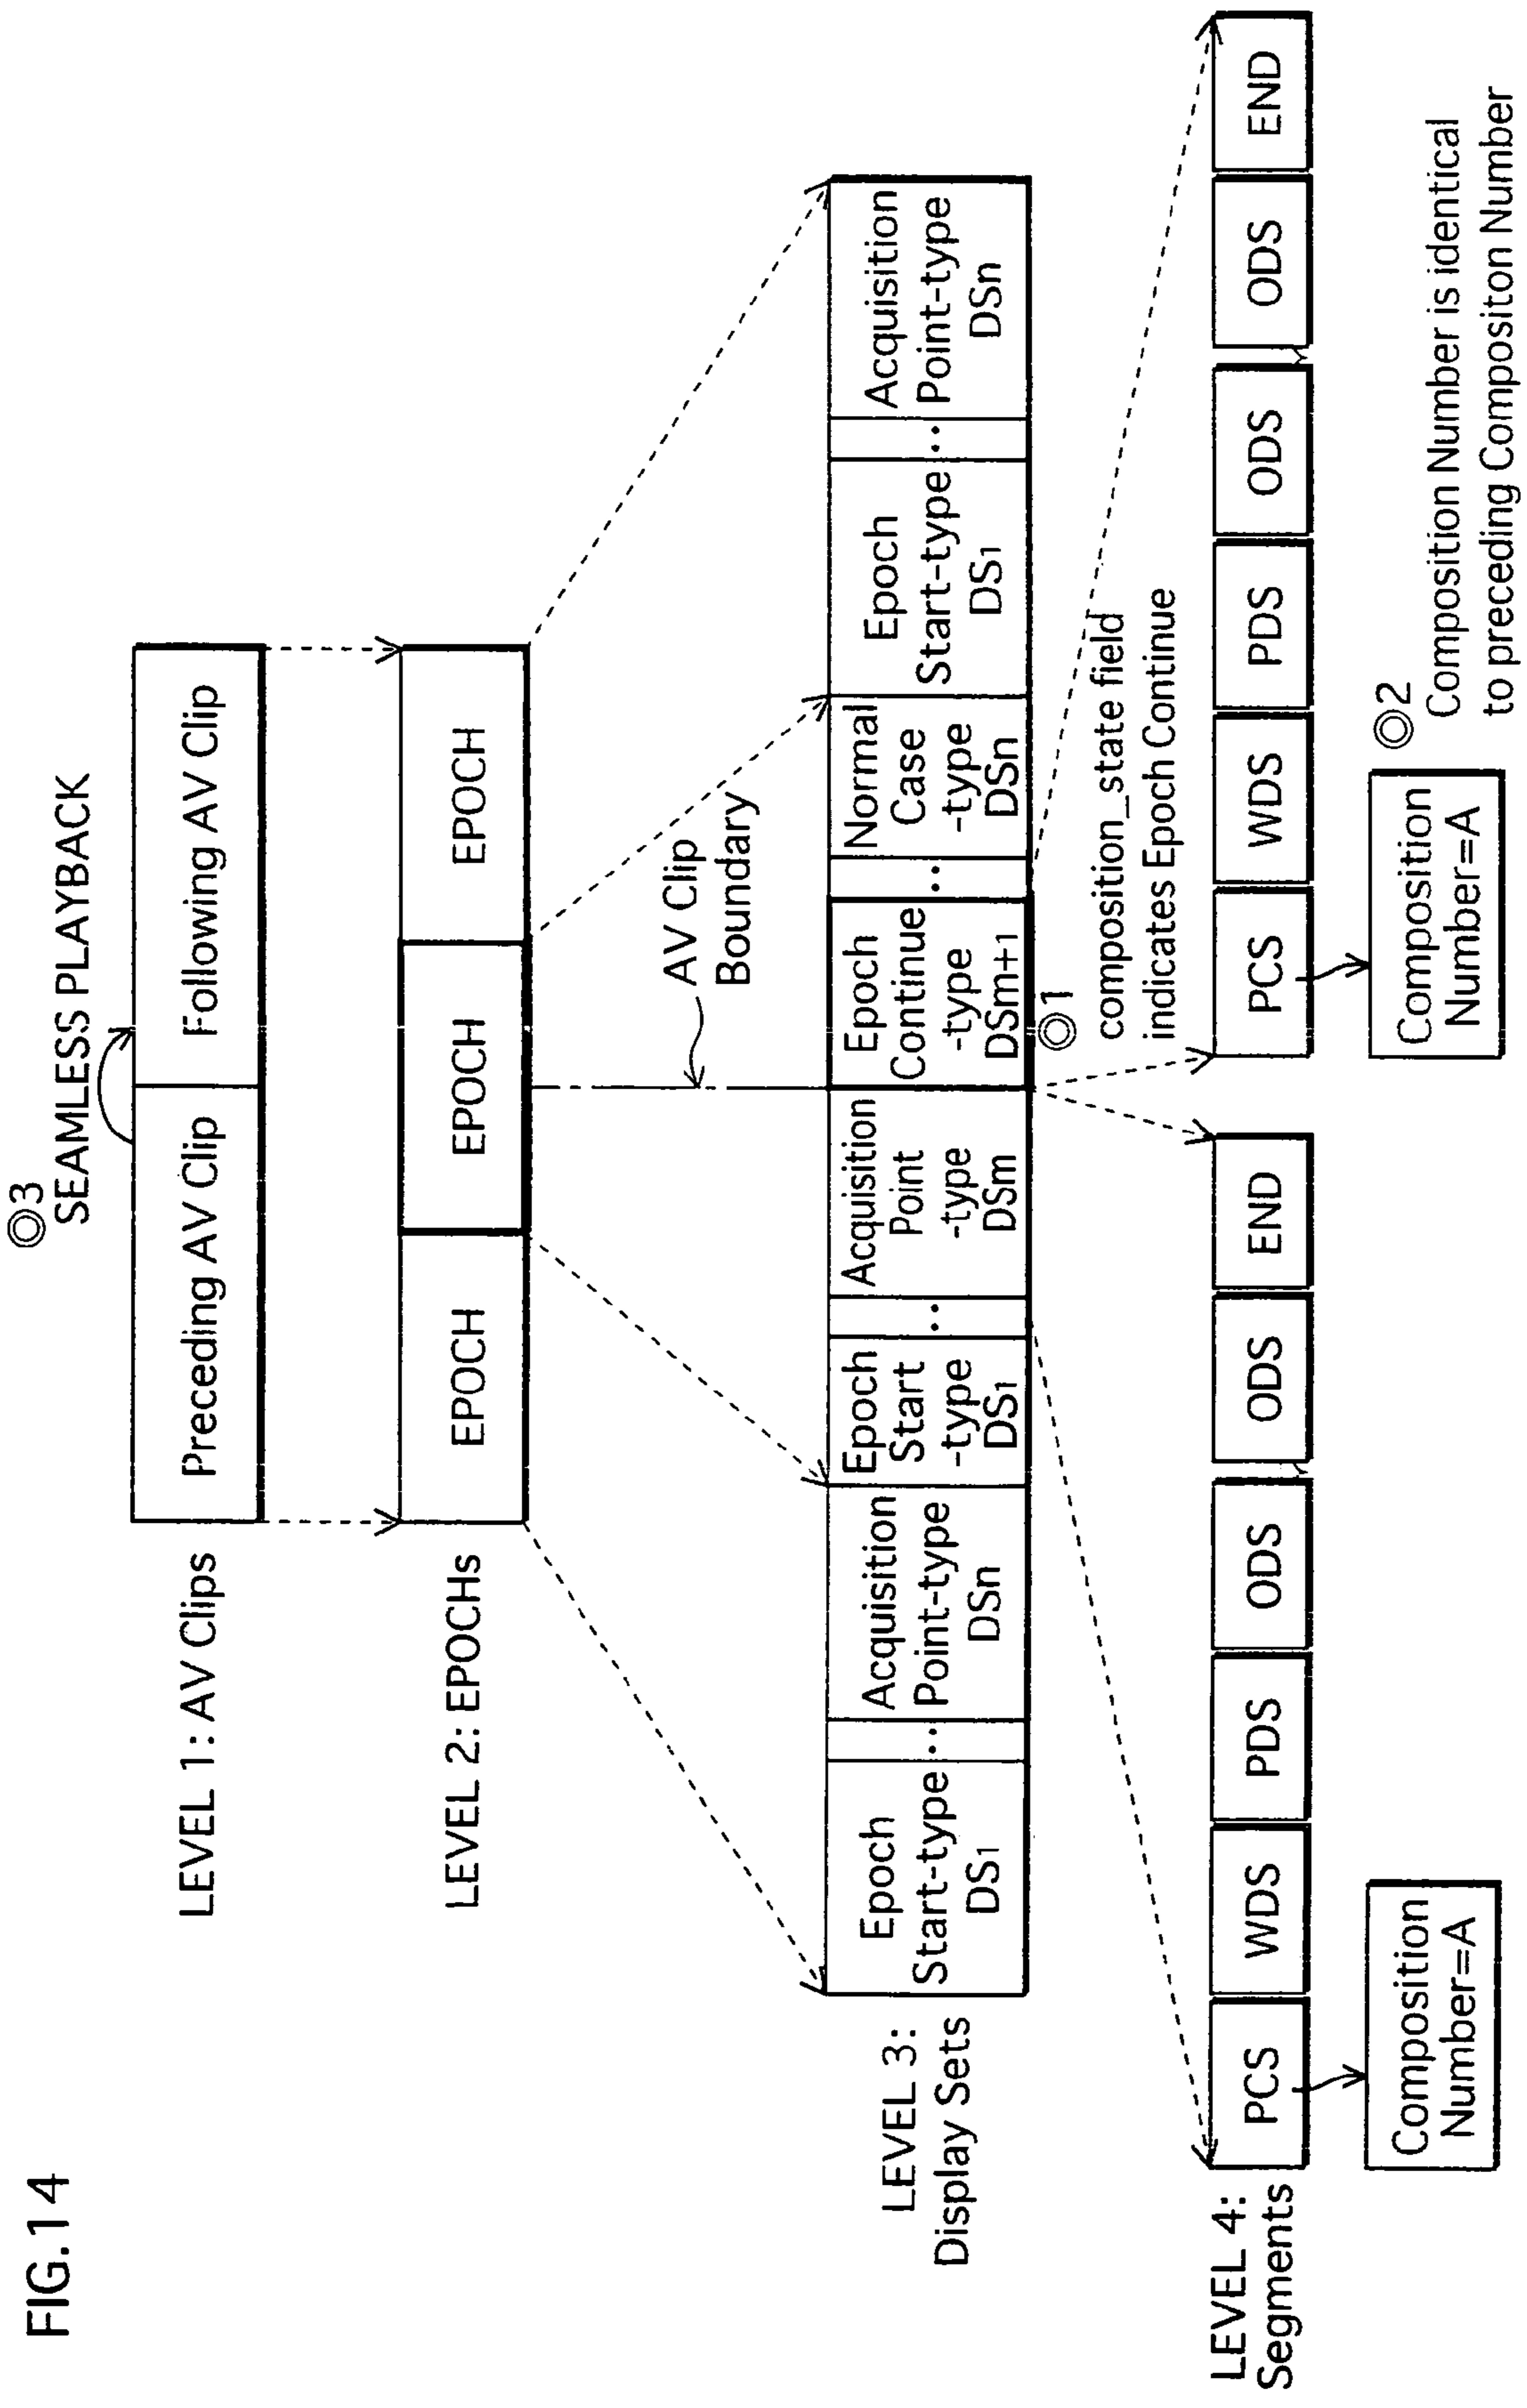 FIG.14
◎3
SEAMLESS PLAYBACK
LEVEL 1: AV Clips
Preceding AV Clip
Following AV Clip
LEVEL 2: EPOCHs
EPOCH
EPOCH
EPOCH
AV Clip
Boundary
LEVEL 3:
Display Sets
Epoch
Start-type
DS1
...
Acquisition
Point-type
DSn
Epoch
Start
-type
DS1
..
Acquisition
Point
-type
DSm
Epoch
Continue
-type
DSm+1
..
Normal
Case
-type
DSn
Epoch
Start-type
DS1
..
Acquisition
Point-type
DSn
◎1
composition_state field
indicates Epoch Continue
LEVEL 4:
Segments
PCS
WDS
PDS
ODS
ODS
END
PCS
WDS
PDS
ODS
ODS
END
Composition
Number=A
Composition
Number=A
◎2
Composition Number is identical
to preceding Compositon Number